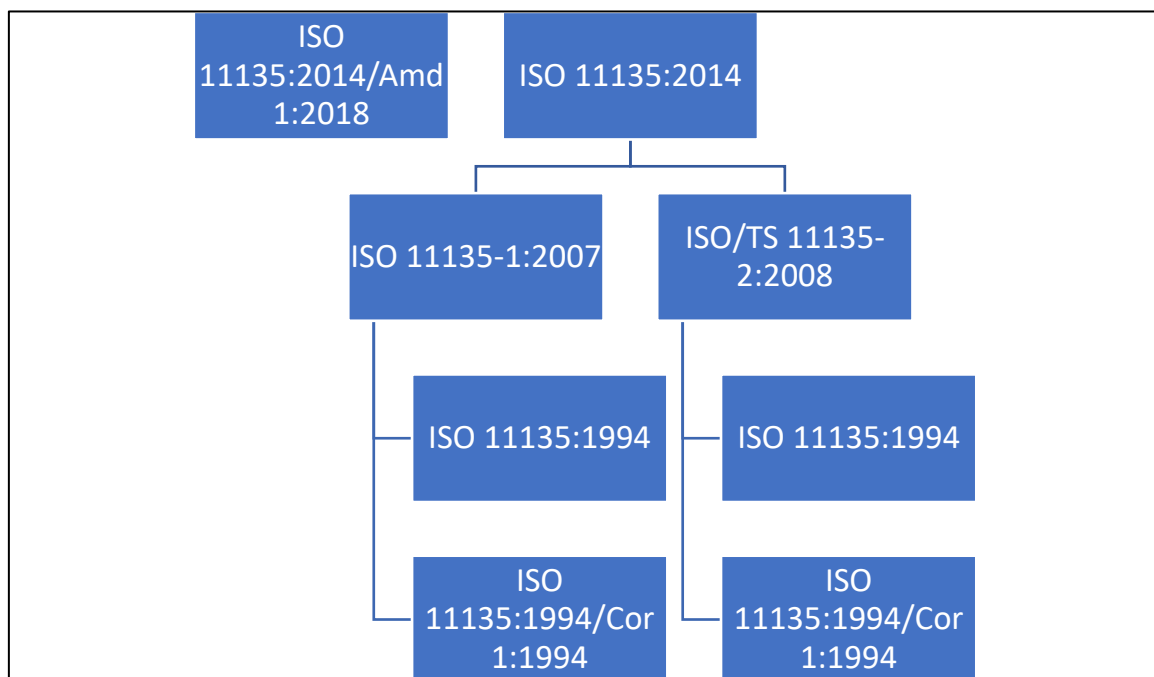 ISO
11135:2014/Amd
1:2018
ISO 11135:2014
ISO 11135-1:2007
ISO/TS 11135-
2:2008
ISO 11135:1994
ISO 11135:1994
ISO
11135:1994/Cor
1:1994
ISO
11135:1994/Cor
1:1994